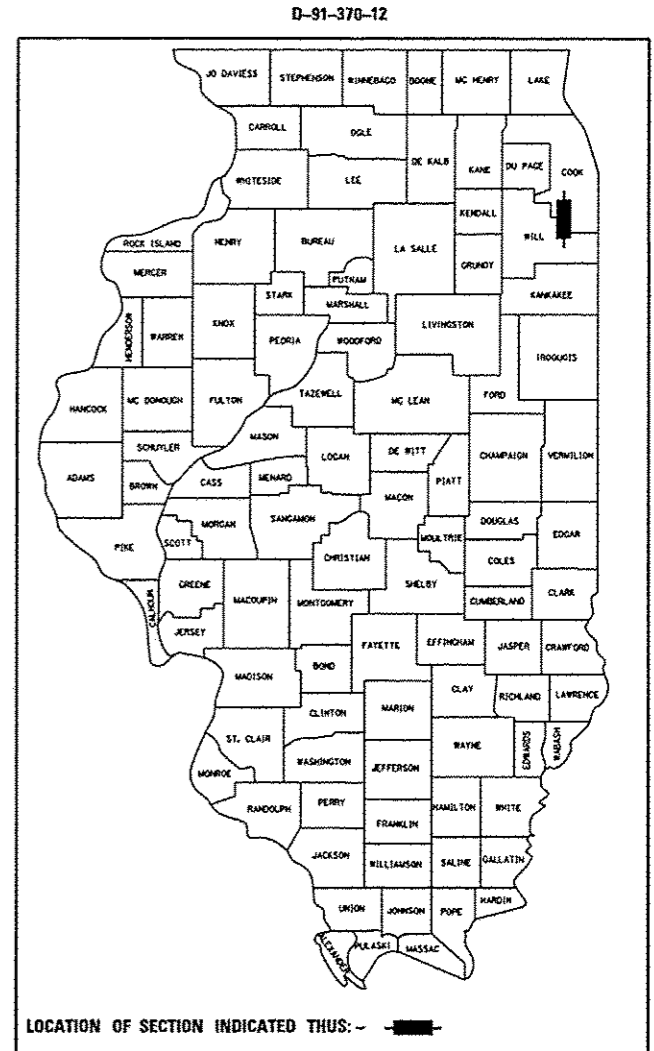 D-91-370-12
JO DAVIESS STEPHENSON WINNEBAGO BOONE MC HENRY LAKE
CARROLL OGLE
DE KALB KANE DU PAGE COOK
WHITESIDE LEE
KENDALL
WILL
ROCK ISLAND HENRY BUREAU LA SALLE GRUNDY
MERCER PUTNAM
STARK MARSHALL KANKAKEE
HENDERSON WARREN KNOX PEORIA WOODFORD LIVINGSTON
IROQUOIS
HANCOCK MC DONOUGH FULTON TAZEWELL MC LEAN FORD
MASON
SCHUYLER LOGAN DE WITT CHAMPAIGN VERMILION
ADAMS BROWN CASS MENARD PIATT
MACON
MORGAN SANGAMON DOUGLAS
PIKE SCOTT MOULTRIE EDGAR
CHRISTIAN COLES
SHELBY
GREENE MACOUPIN MONTGOMERY CUMBERLAND CLARK
CALHOUN
JERSEY
FAYETTE EFFINGHAM JASPER CRAWFORD
BOND
MADISON CLAY
RICHLAND LAWRENCE
CLINTON MARION
ST. CLAIR WAYNE EDWARDS WABASH
WASHINGTON JEFFERSON
MONROE
RANDOLPH PERRY HAMILTON WHITE
FRANKLIN
JACKSON WILLIAMSON SALINE GALLATIN
HARDIN
UNION JOHNSON POPE
ALEXANDER PULASKI MASSAC
LOCATION OF SECTION INDICATED THUS: -